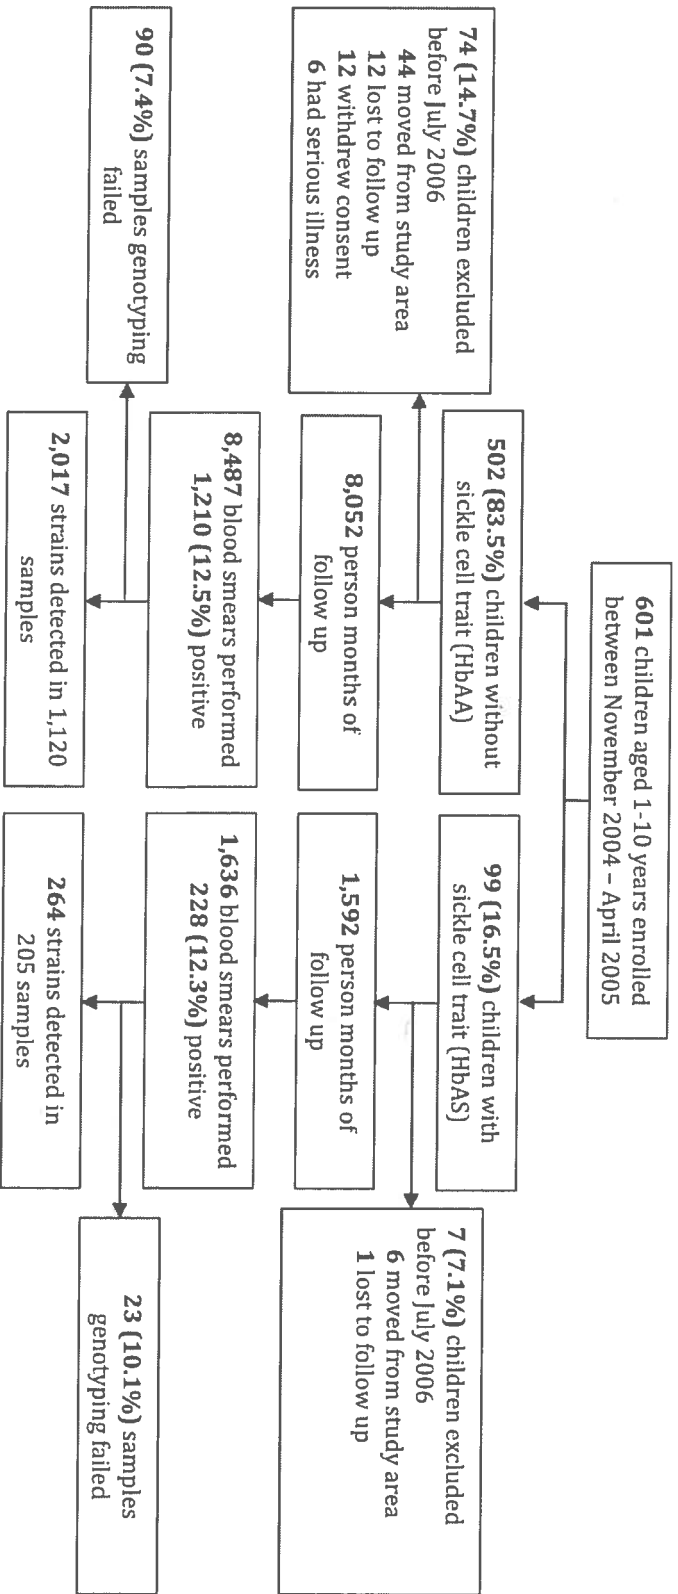 601 children aged 1-10 years enrolled
between November 2004 – April 2005
502 (83.5%) children without
sickle cell trait (HbAA)
99 (16.5%) children with
sickle cell trait (HbAS)
74 (14.7%) children excluded
before July 2006
44 moved from study area
12 lost to follow up
12 withdrew consent
6 had serious illness
7 (7.1%) children excluded
before July 2006
6 moved from study area
1 lost to follow up
8,052 person months of
follow up
1,592 person months of
follow up
8,487 blood smears performed
1,210 (12.5%) positive
1,636 blood smears performed
228 (12.3%) positive
90 (7.4%) samples genotyping
failed
23 (10.1%) samples
genotyping failed
2,017 strains detected in 1,120
samples
264 strains detected in
205 samples